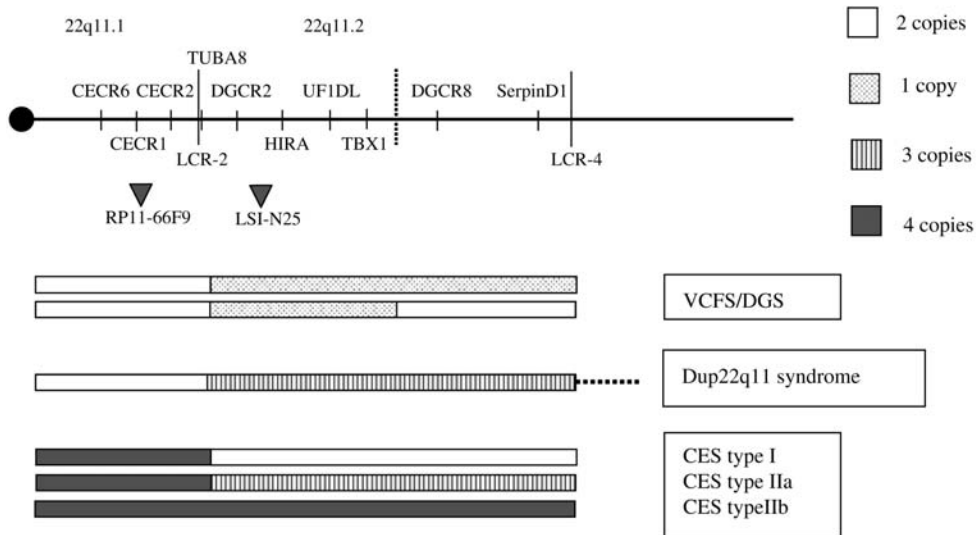 22q11.1 22q11.2
TUBA8
CECR6 CECR2 DGCR2 UF1DL DGCR8 SerpinD1
CECR1 LCR-2 HIRA TBX1 LCR-4
RP11-66F9 LSI-N25
2 copies
1 copy
3 copies
4 copies
VCFS/DGS
Dup22q11 syndrome
CES type I
CES type IIa
CES typeIIb